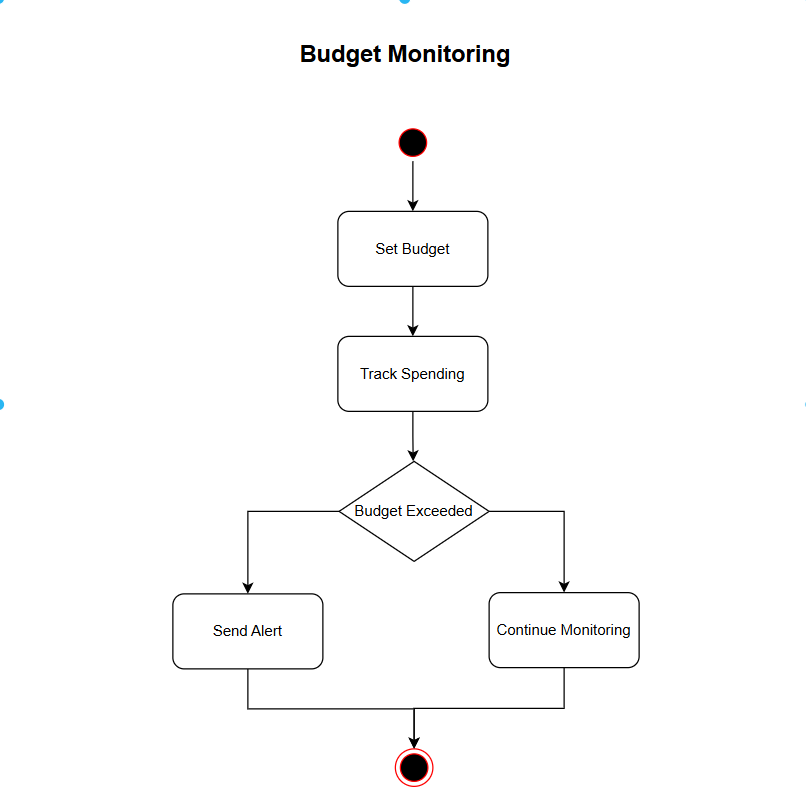 Budget Monitoring
Set Budget
Track Spending
Budget Exceeded
Send Alert
Continue Monitoring